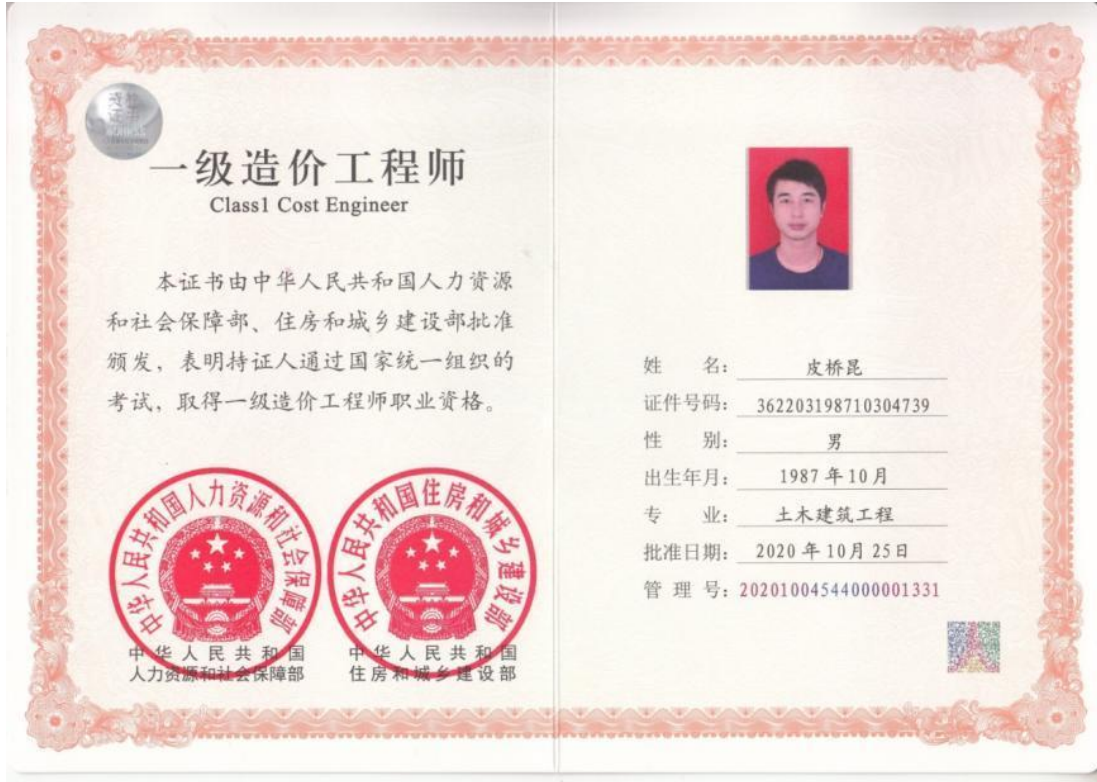 一级造价工程师
Class1 Cost Engineer
本证书由中华人民共和国人力资源
和社会保障部、住房和城乡建设部批准
颁发，表明持证人通过国家统一组织的
考试，取得一级造价工程师职业资格。
中华人民共和国人力资源和社会保障部
中华人民共和国住房和城乡建设部
中华人民共和国
人力资源和社会保障部
中华人民共和国
住房和城乡建设部
姓 名：皮桥昆
证件号码：362203198710304739
性 别：男
出生年月：1987年10月
专 业：土木建筑工程
批准日期：2020年10月25日
管 理 号：20201004544000001331